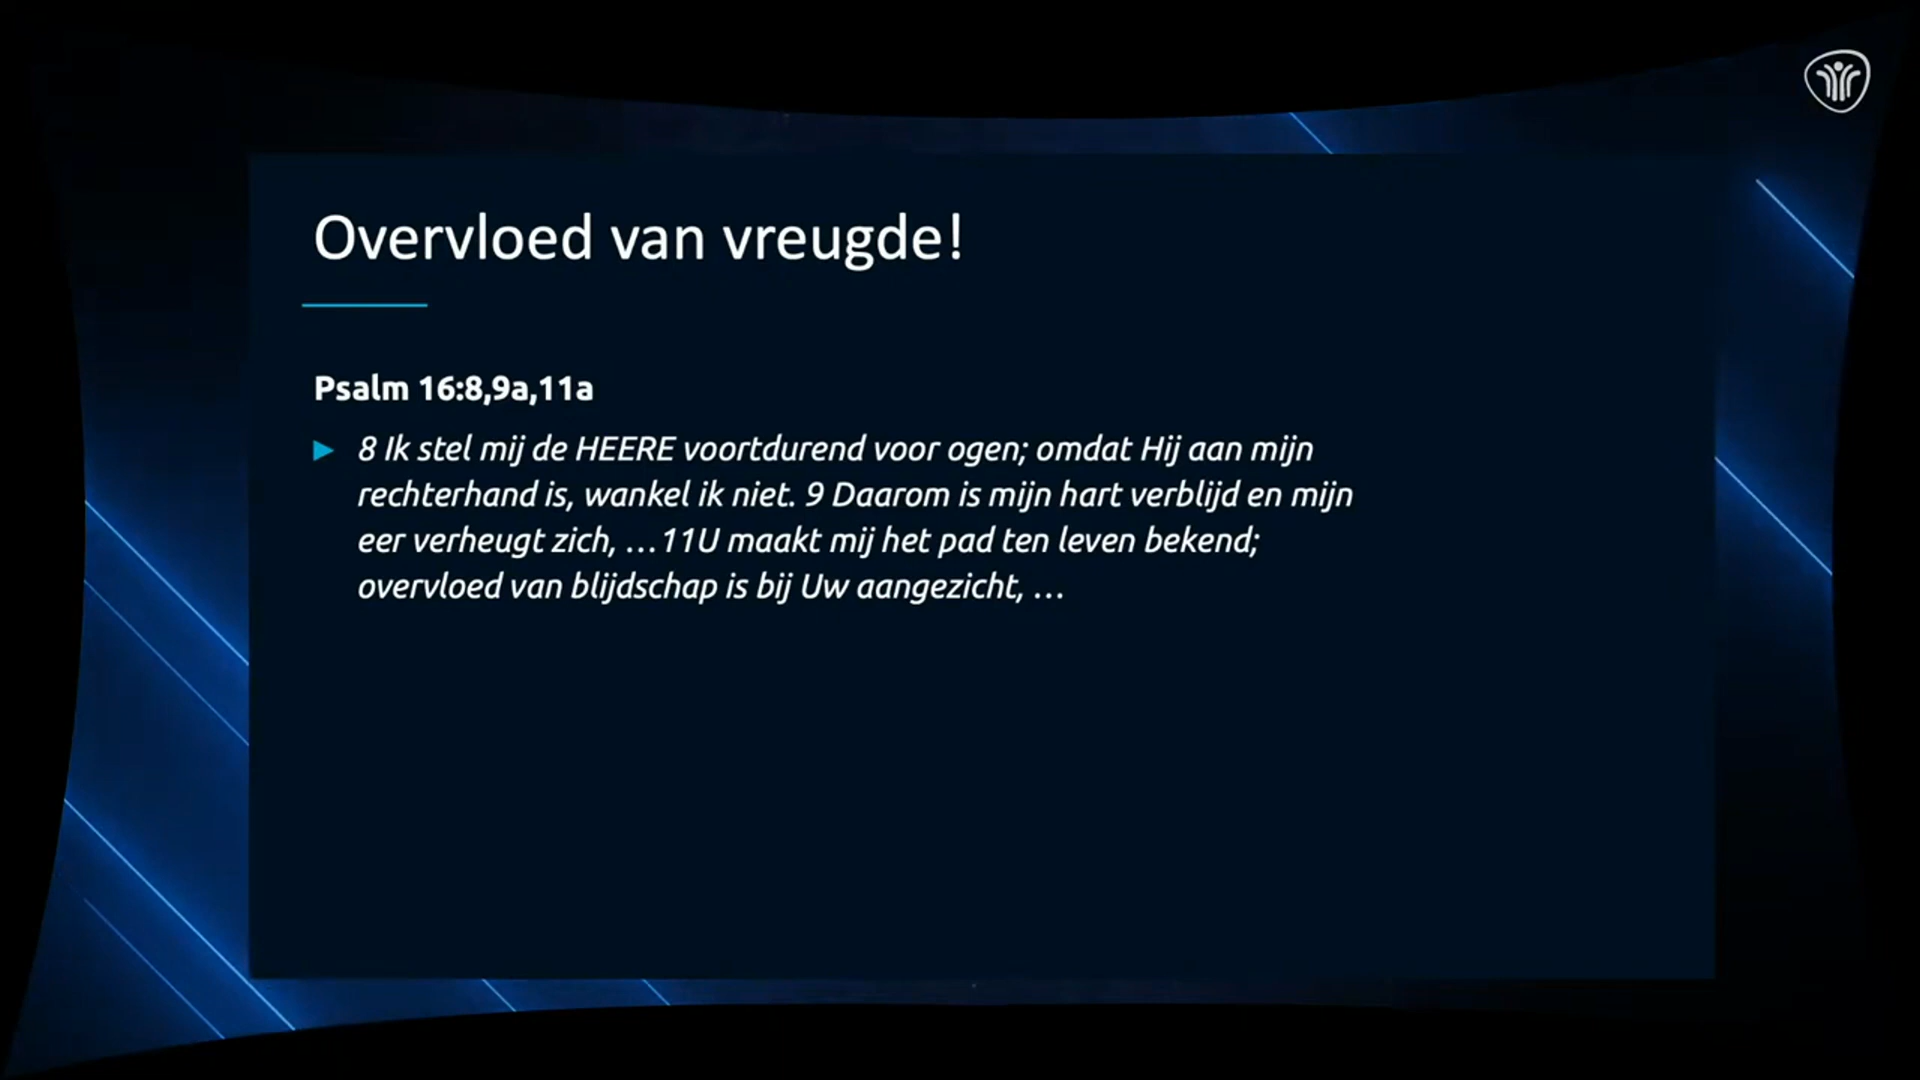 Overvloed van vreugde!
Psalm 16:8,9a,11a
8 Ik stel mij de HEERE voortdurend voor ogen; omdat Hij aan mijn
rechterhand is, wankel ik niet. 9 Daarom is mijn hart verblijd en mijn
eer verheugt zich, …11U maakt mij het pad ten leven bekend;
overvloed van blijdschap is bij Uw aangezicht, …